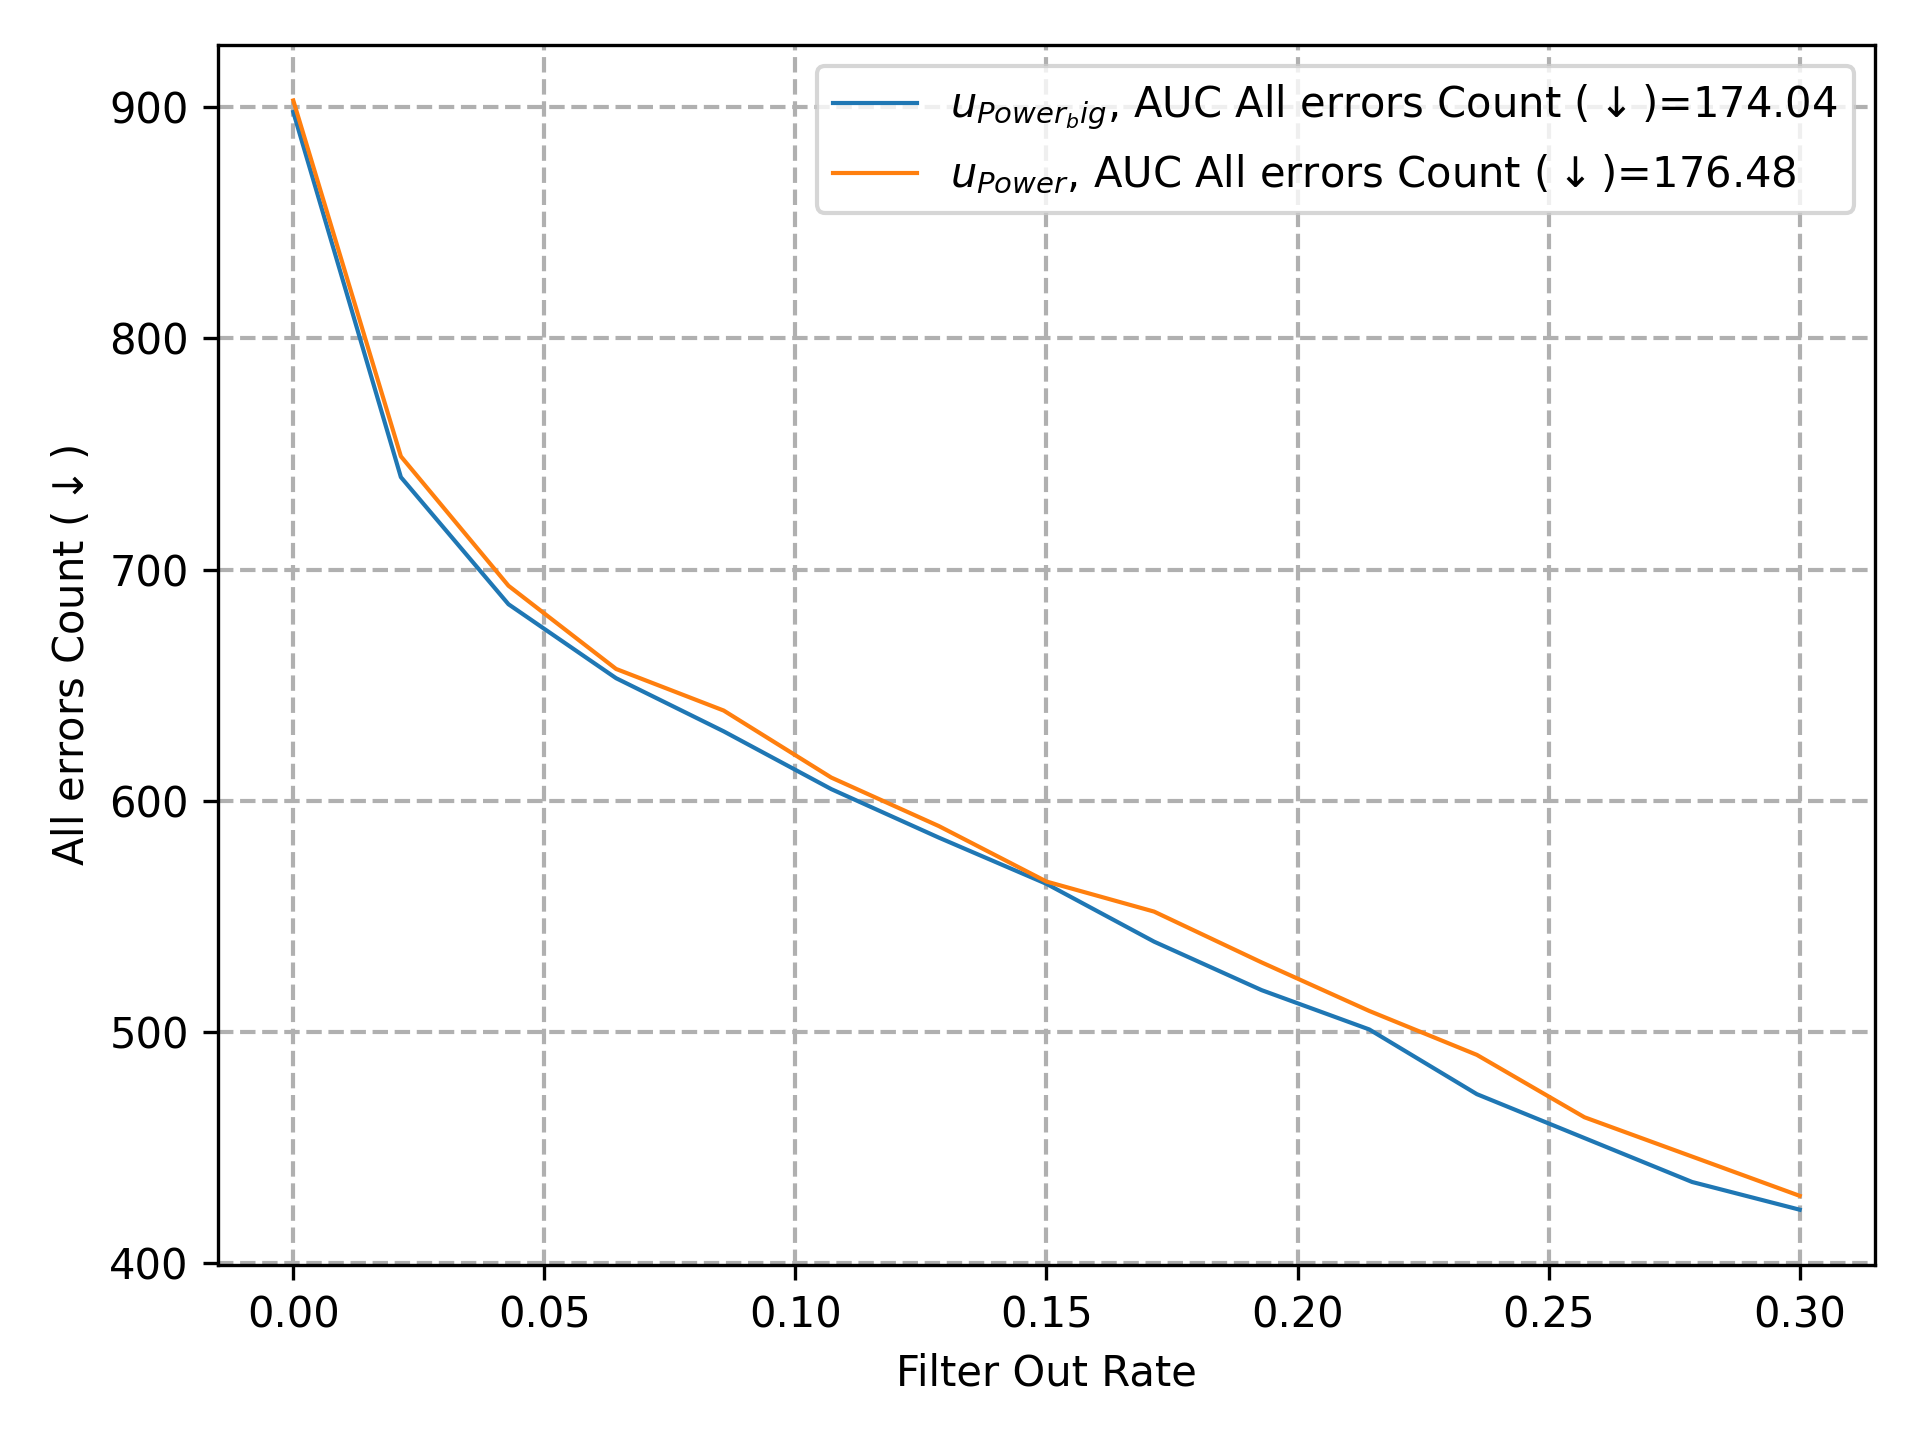 u_{Power_big}, AUC All errors Count (↓)=174.04
u_{Power}, AUC All errors Count (↓)=176.48
900
800
700
600
500
400
All errors Count (↓)
0.00 0.05 0.10 0.15 0.20 0.25 0.30
Filter Out Rate